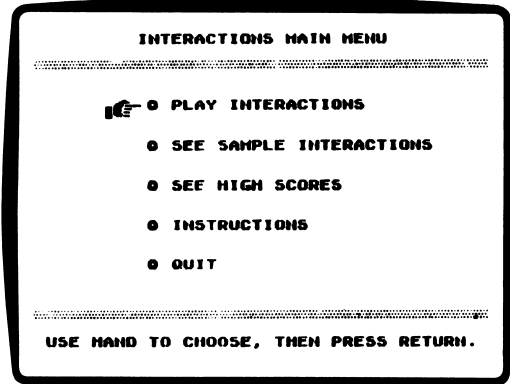 INTERACTIONS MAIN MENU
PLAY INTERACTIONS
SEE SAMPLE INTERACTIONS
SEE HIGH SCORES
INSTRUCTIONS
QUIT
USE HAND TO CHOOSE, THEN PRESS RETURN.